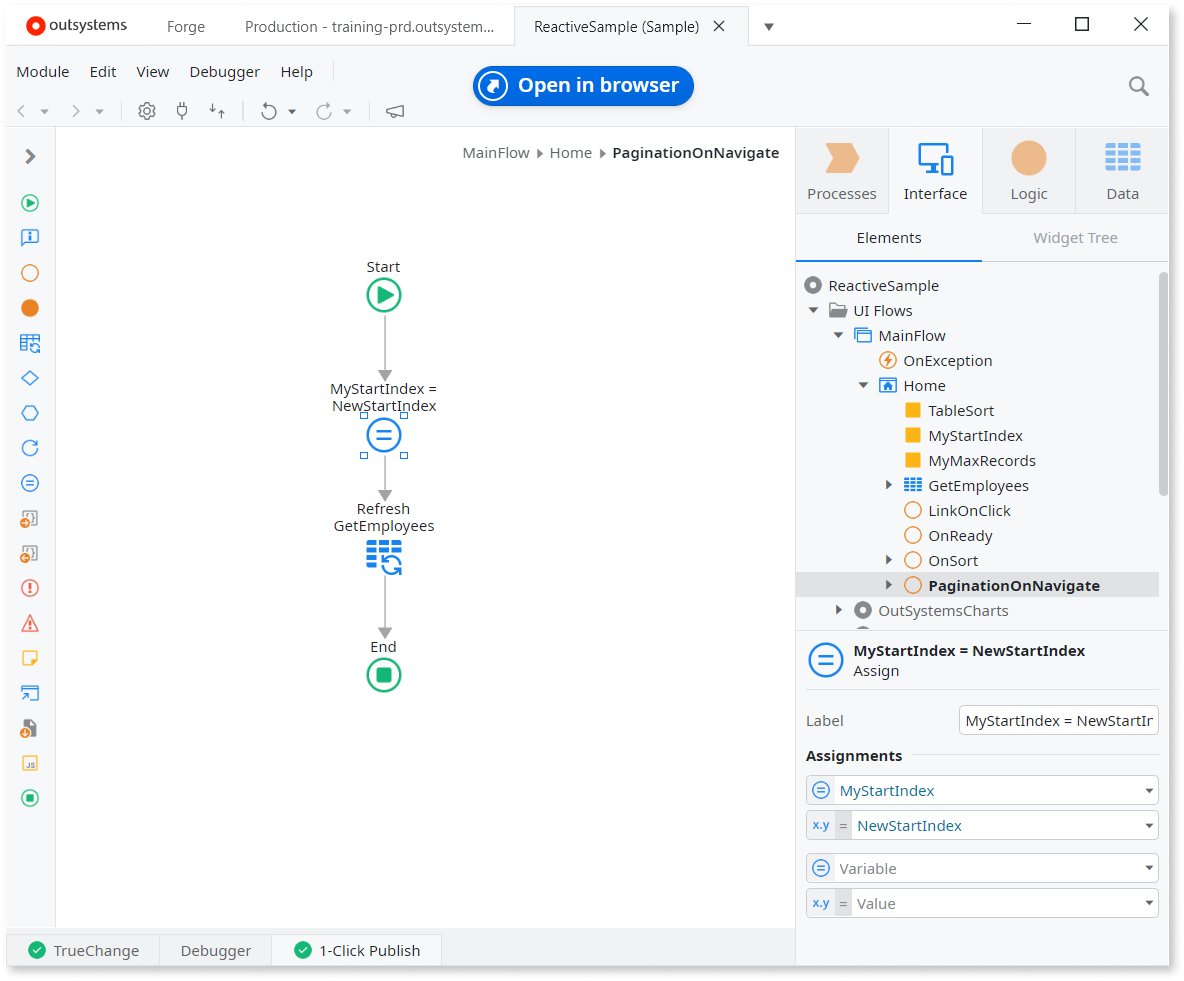 outsystems Forge Production - training-prd.outsystem... ReactiveSample (Sample)
Module Edit View Debugger Help
Open in browser
MainFlow Home PaginationOnNavigate
Start
MyStartIndex =
NewStartIndex
Refresh
GetEmployees
End
Processes Interface Logic Data
Elements Widget Tree
ReactiveSample
UI Flows
MainFlow
OnException
Home
TableSort
MyStartIndex
MyMaxRecords
GetEmployees
LinkOnClick
OnReady
OnSort
PaginationOnNavigate
OutSystemsCharts
MyStartIndex = NewStartIndex
Assign
Label MyStartIndex = NewStartIr
Assignments
MyStartIndex
x.y = NewStartIndex
Variable
x.y = Value
JS
TrueChange Debugger 1-Click Publish